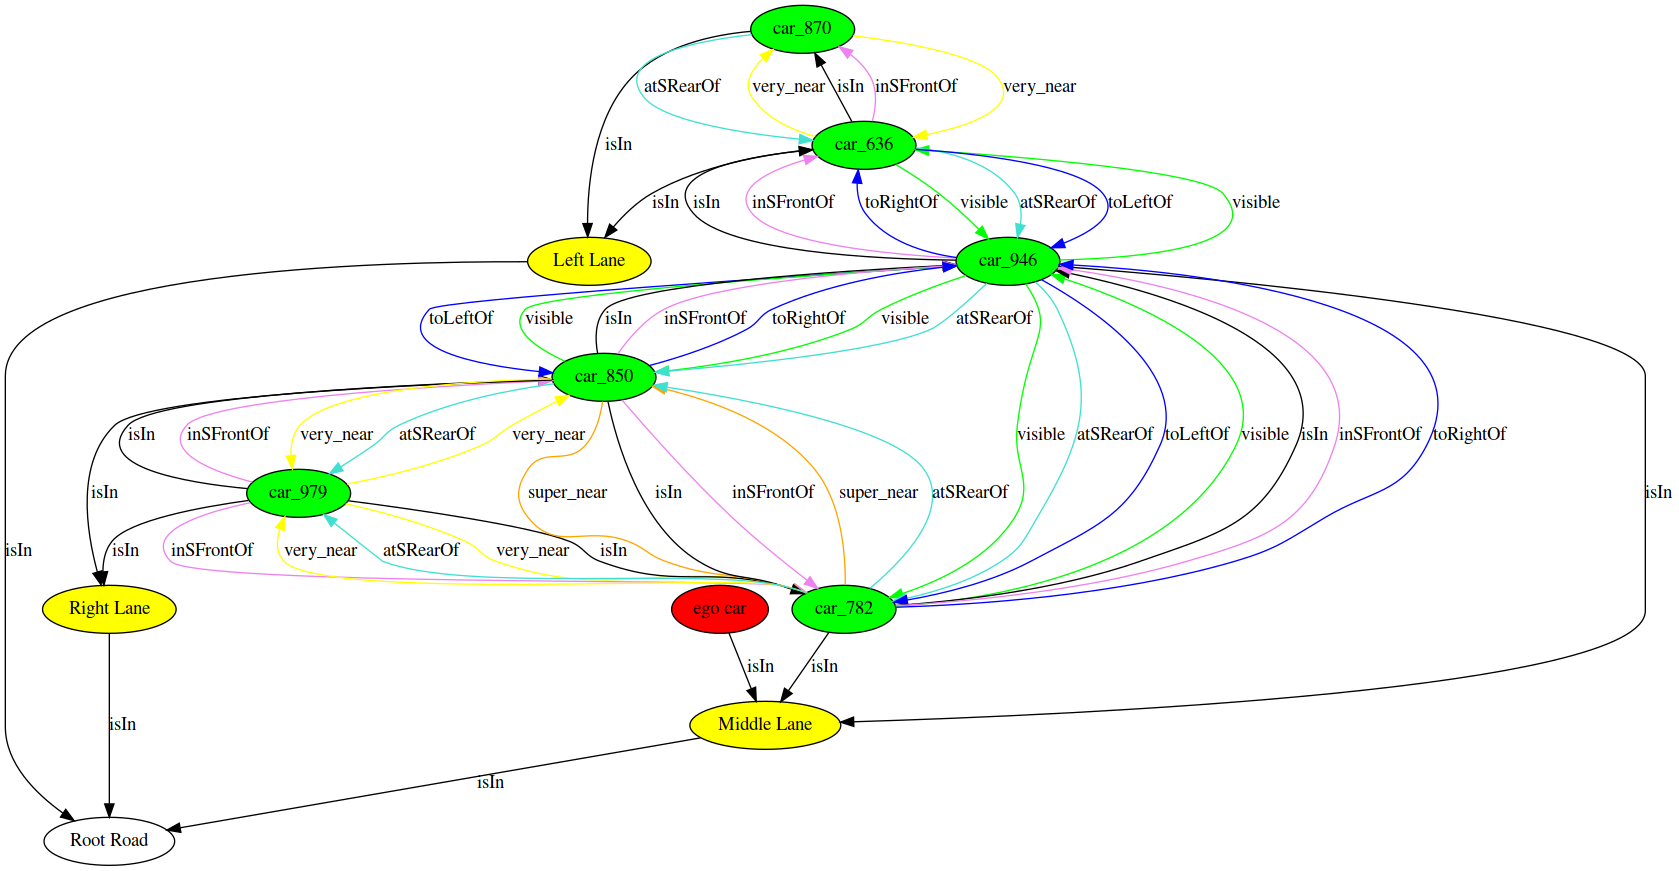 car_870
atSRearOf
very_near
isIn
inSFrontOf
very_near
isIn
car_636
isIn
isIn
inSFrontOf
toRightOf
visible
atSRearOf
toLeftOf
visible
Left Lane
car_946
toLeftOf
visible
isIn
inSFrontOf
toRightOf
visible
atSRearOf
car_850
isIn
inSFrontOf
very_near
atSRearOf
very_near
visible
atSRearOf
toLeftOf
visible
isIn
inSFrontOf
toRightOf
isIn
car_979
super_near
isIn
inSFrontOf
super_near
atSRearOf
isIn
isIn
isIn
inSFrontOf
very_near
atSRearOf
very_near
isIn
Right Lane
ego car
car_782
isIn
isIn
isIn
Middle Lane
isIn
Root Road